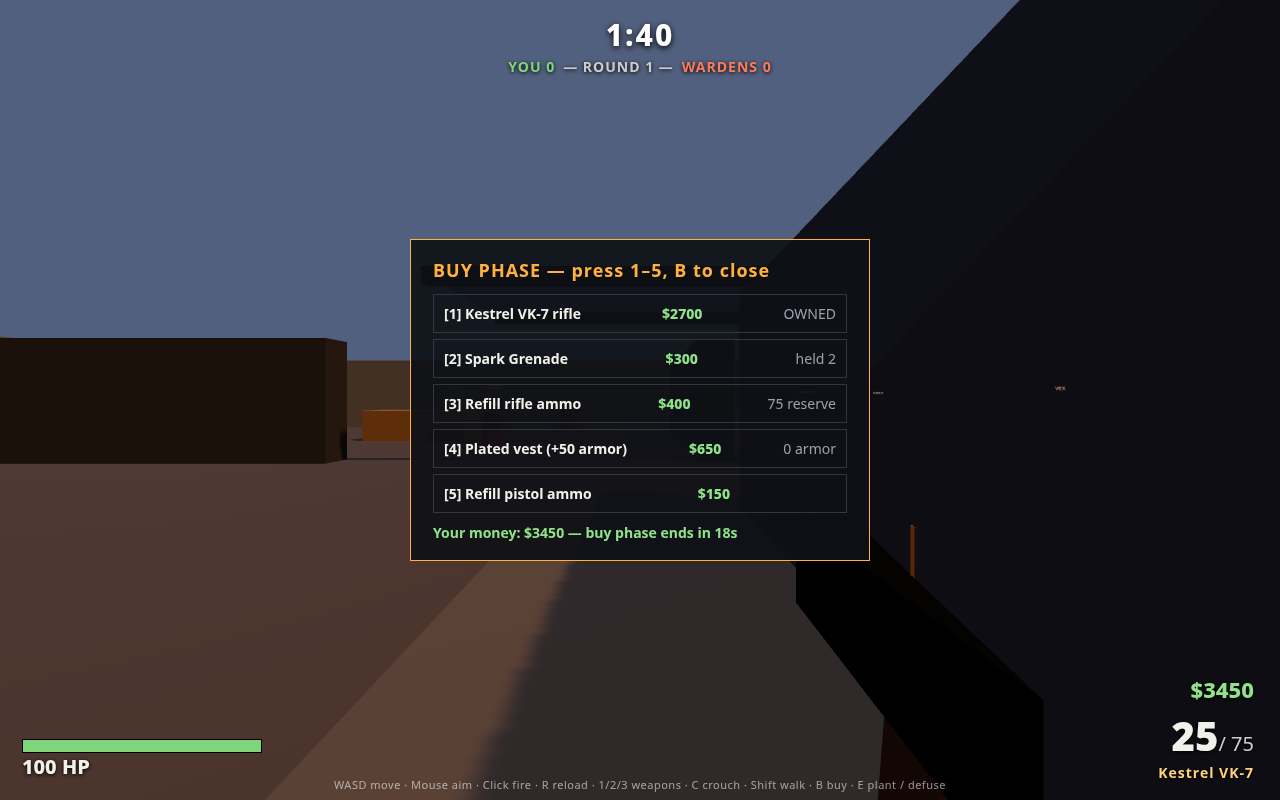 1:40
YOU 0 — ROUND 1 — WARDENS 0
BUY PHASE — press 1–5, B to close
[1] Kestrel VK-7 rifle $2700 OWNED
[2] Spark Grenade $300 held 2
[3] Refill rifle ammo $400 75 reserve
[4] Plated vest (+50 armor) $650 0 armor
[5] Refill pistol ammo $150
Your money: $3450 — buy phase ends in 18s
$3450
25 / 75
Kestrel VK-7
100 HP
WASD move · Mouse aim · Click fire · R reload · 1/2/3 weapons · C crouch · Shift walk · B buy · E plant / defuse